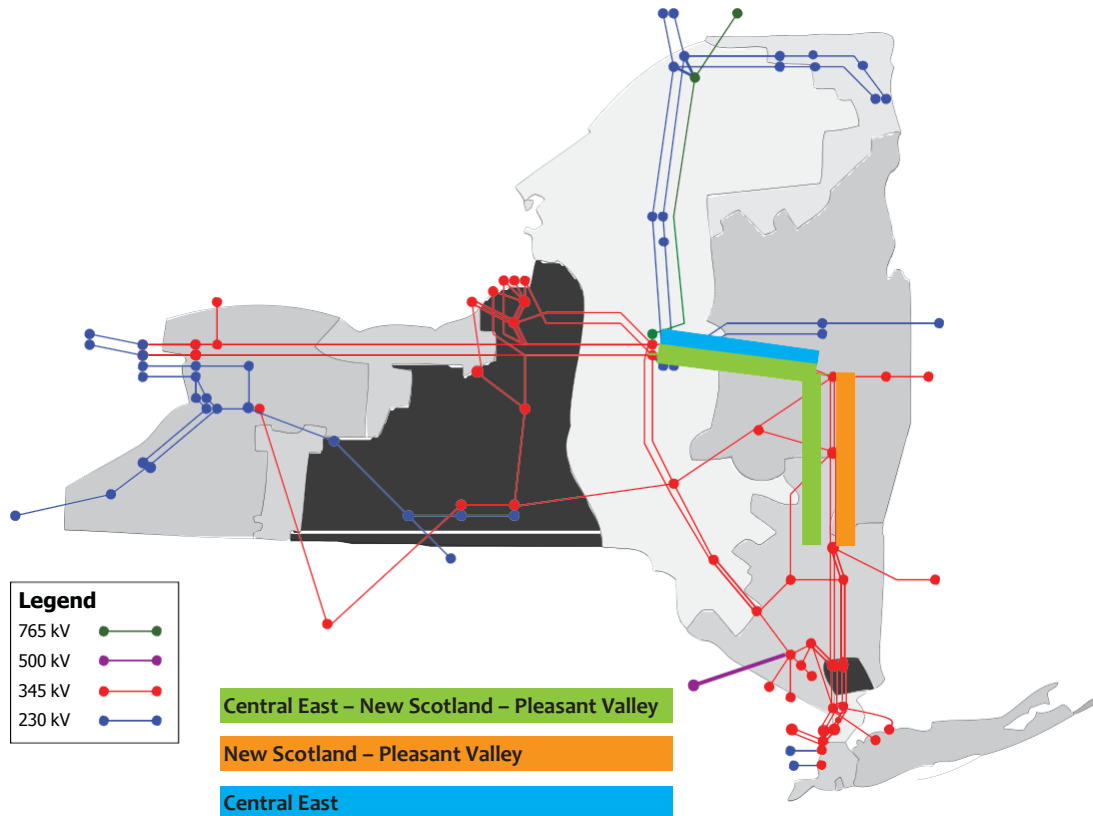 Legend
765 kV
500 kV
345 kV
230 kV
Central East – New Scotland – Pleasant Valley
New Scotland – Pleasant Valley
Central East